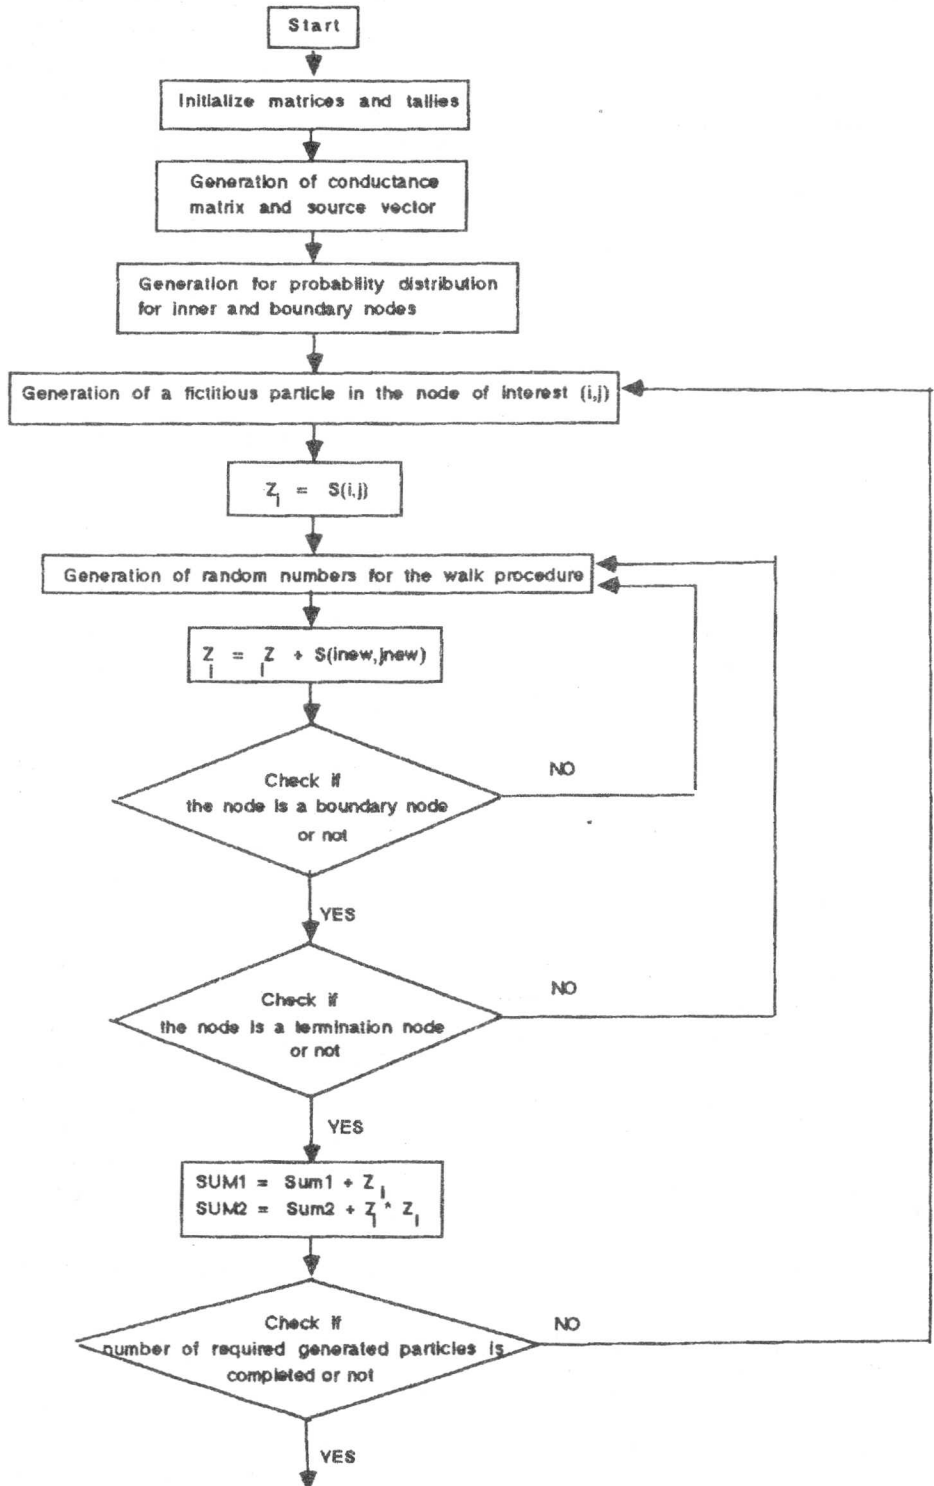 Start
Initialize matrices and tallies
Generation of conductance
matrix and source vector
Generation for probability distribution
for inner and boundary nodes
Generation of a fictitious particle in the node of interest (i,j)
Z i = S(i,j)
Generation of random numbers for the walk procedure
Z i = i Z + S(inew,jnew)
Check if
the node is a boundary node
or not
NO
YES
Check if
the node is a termination node
or not
NO
YES
SUM1 = Sum1 + Z i
SUM2 = Sum2 + Z i * Z i
Check if
number of required generated particles is
completed or not
NO
YES